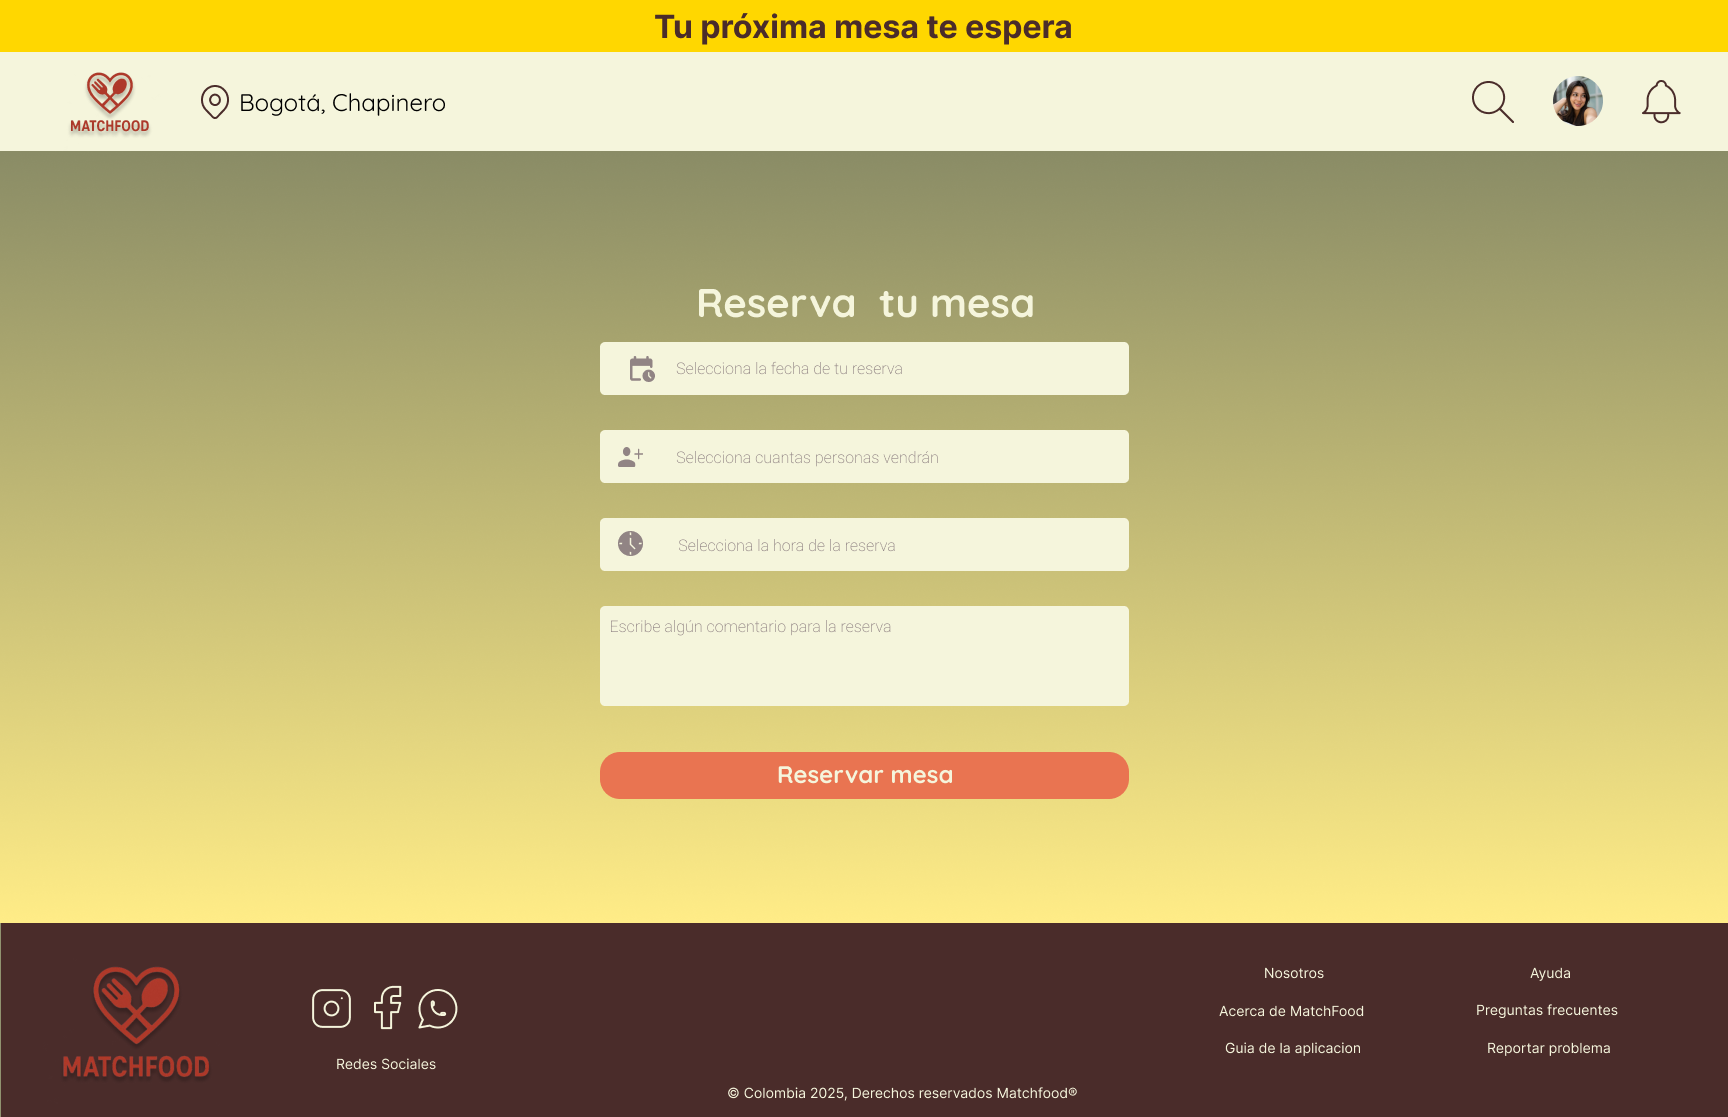 Tu próxima mesa te espera
MATCHFOOD
Bogotá, Chapinero
Reserva tu mesa
Selecciona la fecha de tu reserva
Selecciona cuantas personas vendrán
Selecciona la hora de la reserva
Escribe algún comentario para la reserva
Reservar mesa
MATCHFOOD
Redes Sociales
Nosotros
Acerca de MatchFood
Guia de la aplicacion
Ayuda
Preguntas frecuentes
Reportar problema
© Colombia 2025, Derechos reservados Matchfood®